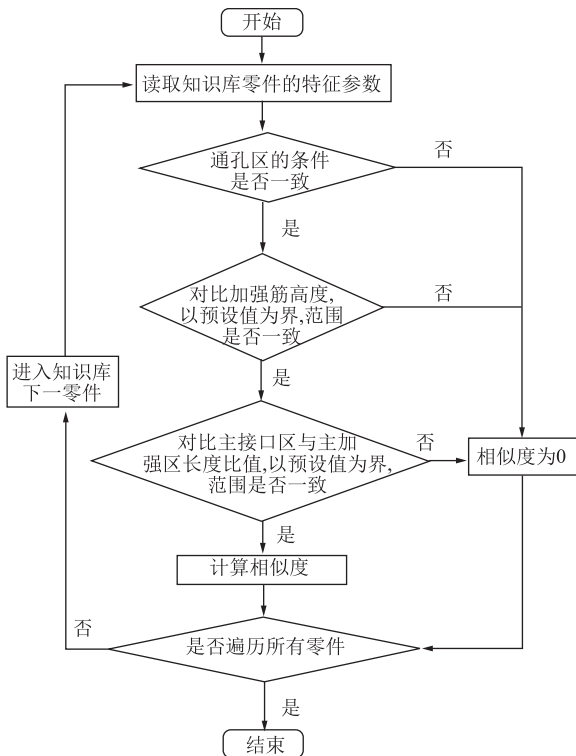 开始
读取知识库零件的特征参数
通孔区的条件
是否一致
否
是
对比加强筋高度,
以预设值为界,范围
是否一致
否
是
进入知识库
下一零件
对比主接口区与主加
强区长度比值,以预设值为界,
范围是否一致
否
相似度为0
是
计算相似度
是否遍历所有零件
否
是
结束